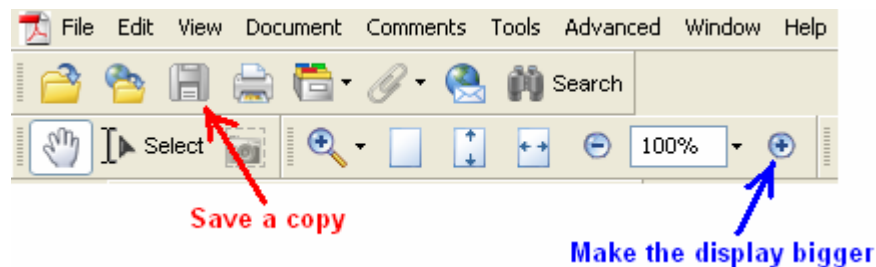 File Edit View Document Comments Tools Advanced Window Help
Search
Select 100%
Save a copy
Make the display bigger